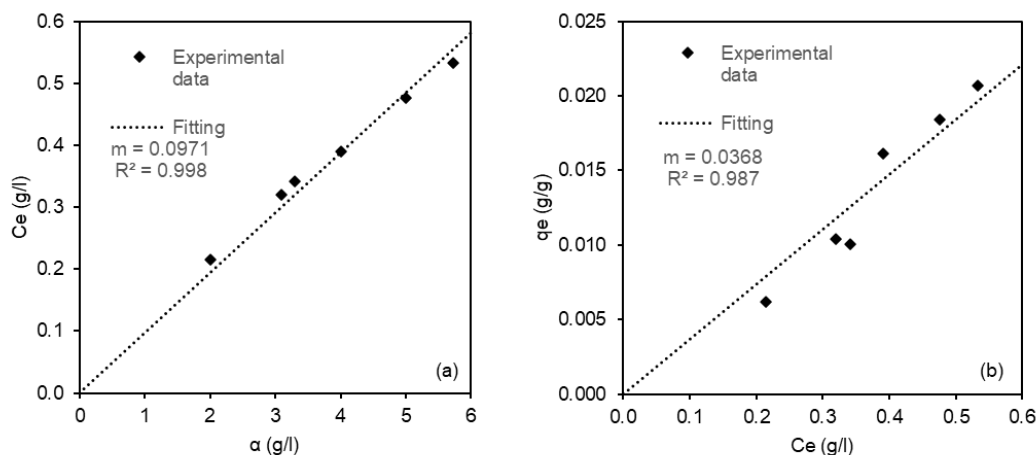 0.6
0.5
0.4
0.3
0.2
0.1
0.0
Ce (g/l)
Experimental
data
Fitting
m = 0.0971
R² = 0.998
(a)
0 1 2 3 4 5 6
α (g/l)
0.025
0.020
0.015
0.010
0.005
0.000
qe (g/g)
Experimental
data
Fitting
m = 0.0368
R² = 0.987
(b)
0.0 0.1 0.2 0.3 0.4 0.5 0.6
Ce (g/l)